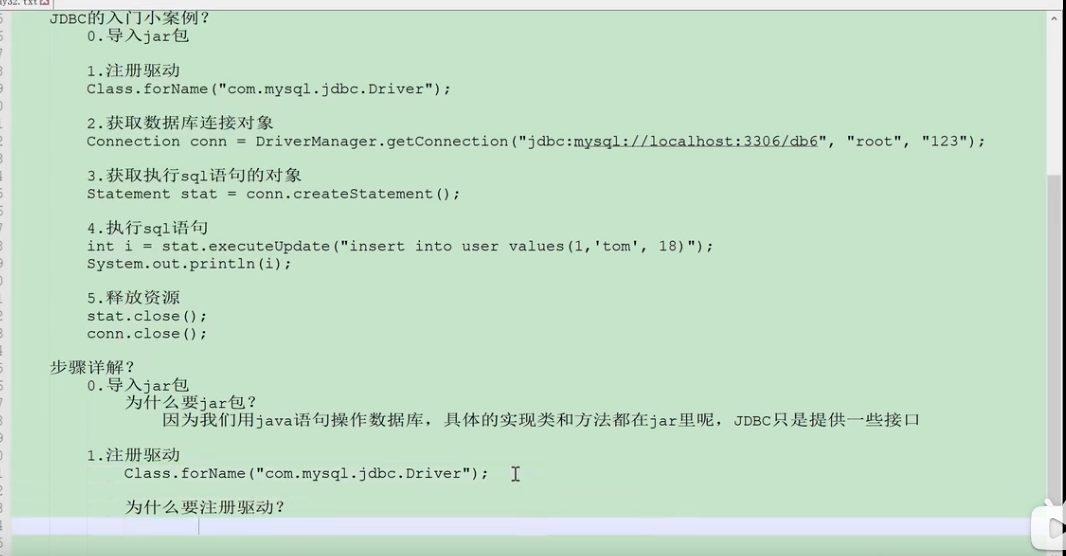 JDBC的入门小案例?
0.导入jar包
1.注册驱动
Class.forName("com.mysql.jdbc.Driver");
2.获取数据库连接对象
Connection conn = DriverManager.getConnection("jdbc:mysql://localhost:3306/db6", "root", "123");
3.获取执行sql语句的对象
Statement stat = conn.createStatement();
4.执行sql语句
int i = stat.executeUpdate("insert into user values(1,'tom', 18)");
System.out.println(i);
5.释放资源
stat.close();
conn.close();
步骤详解?
0.导入jar包
为什么要jar包?
因为我们用java语句操作数据库，具体的实现类和方法都在jar里呢，JDBC只是提供一些接口
1.注册驱动
Class.forName("com.mysql.jdbc.Driver");
为什么要注册驱动?